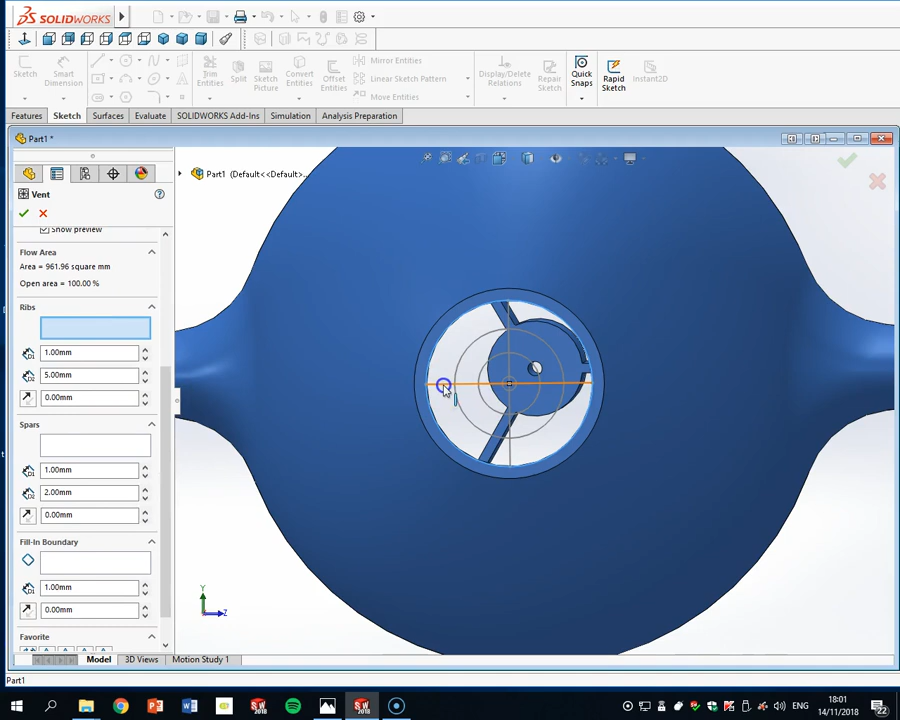 SOLIDWORKS
Sketch
Smart Dimension
Trim Entities
Split
Sketch Picture
Convert Entities
Offset Entities
Mirror Entities
Linear Sketch Pattern
Move Entities
Display/Delete Relations
Repair Sketch
Quick Snaps
Rapid Sketch
Instant2D
Features
Sketch
Surfaces
Evaluate
SOLIDWORKS Add-Ins
Simulation
Analysis Preparation
Part1 *
Part1 (Default<<Default>...
Vent
Show preview
Flow Area
Area = 961.96 square mm
Open area = 100.00 %
Ribs
1.00mm
5.00mm
0.00mm
Spars
1.00mm
2.00mm
0.00mm
Fill-In Boundary
1.00mm
0.00mm
Favorite
Y
Z
Model
3D Views
Motion Study 1
Part1
ENG
18:01
14/11/2018
22